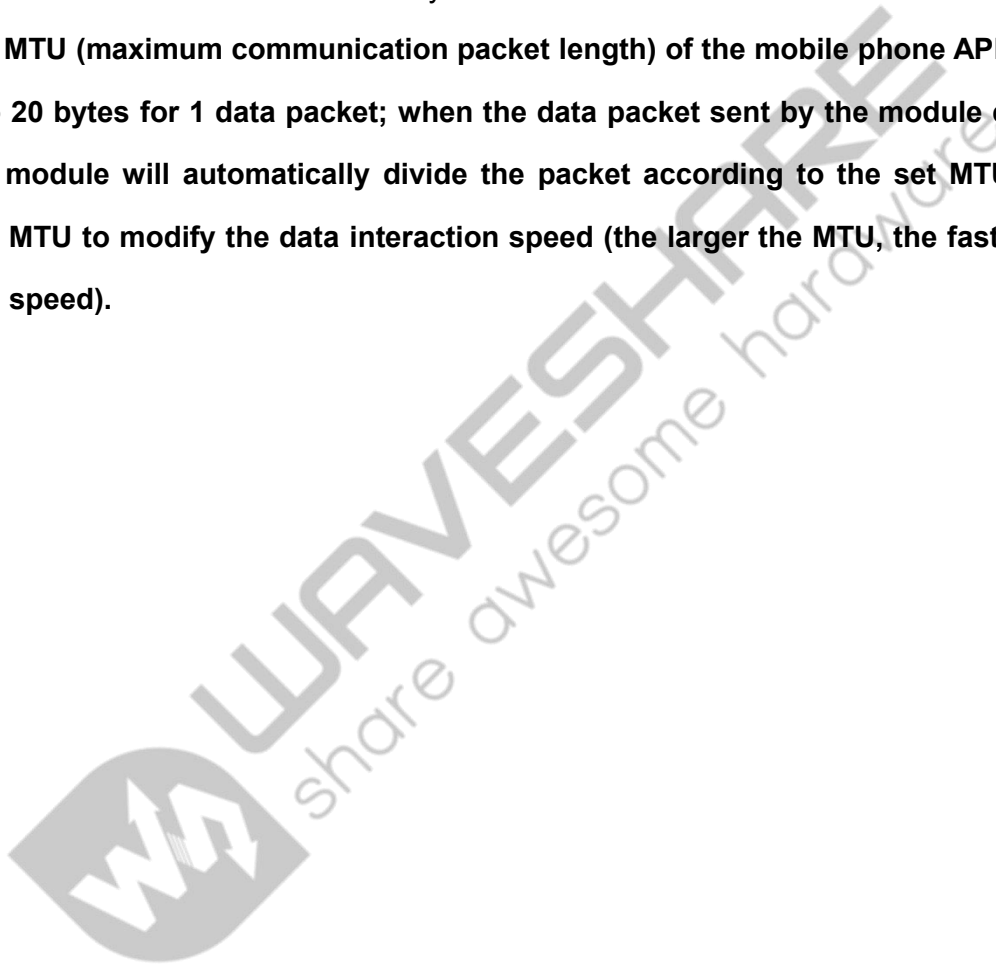 MTU (maximum communication packet length) of the mobile phone AP
20 bytes for 1 data packet; when the data packet sent by the module
module will automatically divide the packet according to the set MTU
MTU to modify the data interaction speed (the larger the MTU, the fast
speed).
WAVESHARE
share awesome hardware